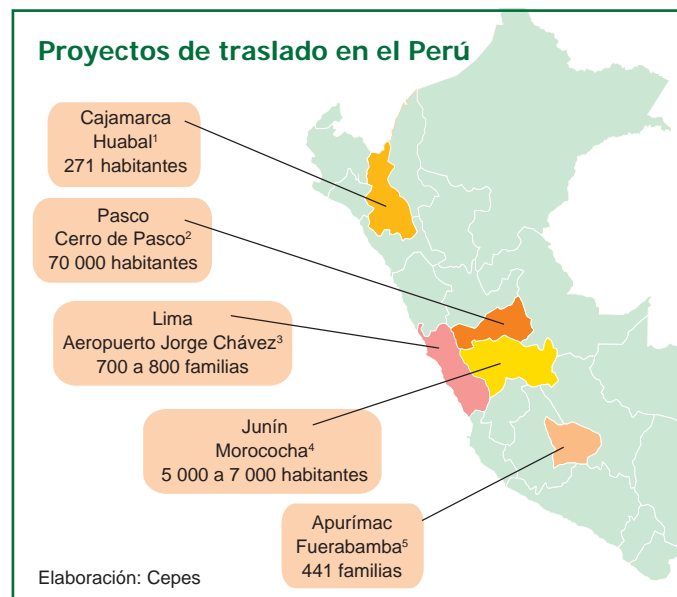 Proyectos de traslado en el Perú
Cajamarca
Huabal¹
271 habitantes
Pasco
Cerro de Pasco²
70 000 habitantes
Lima
Aeropuerto Jorge Chávez³
700 a 800 familias
Junín
Morococha⁴
5 000 a 7 000 habitantes
Apurímac
Fuerabamba⁵
441 familias
Elaboración: Cepes